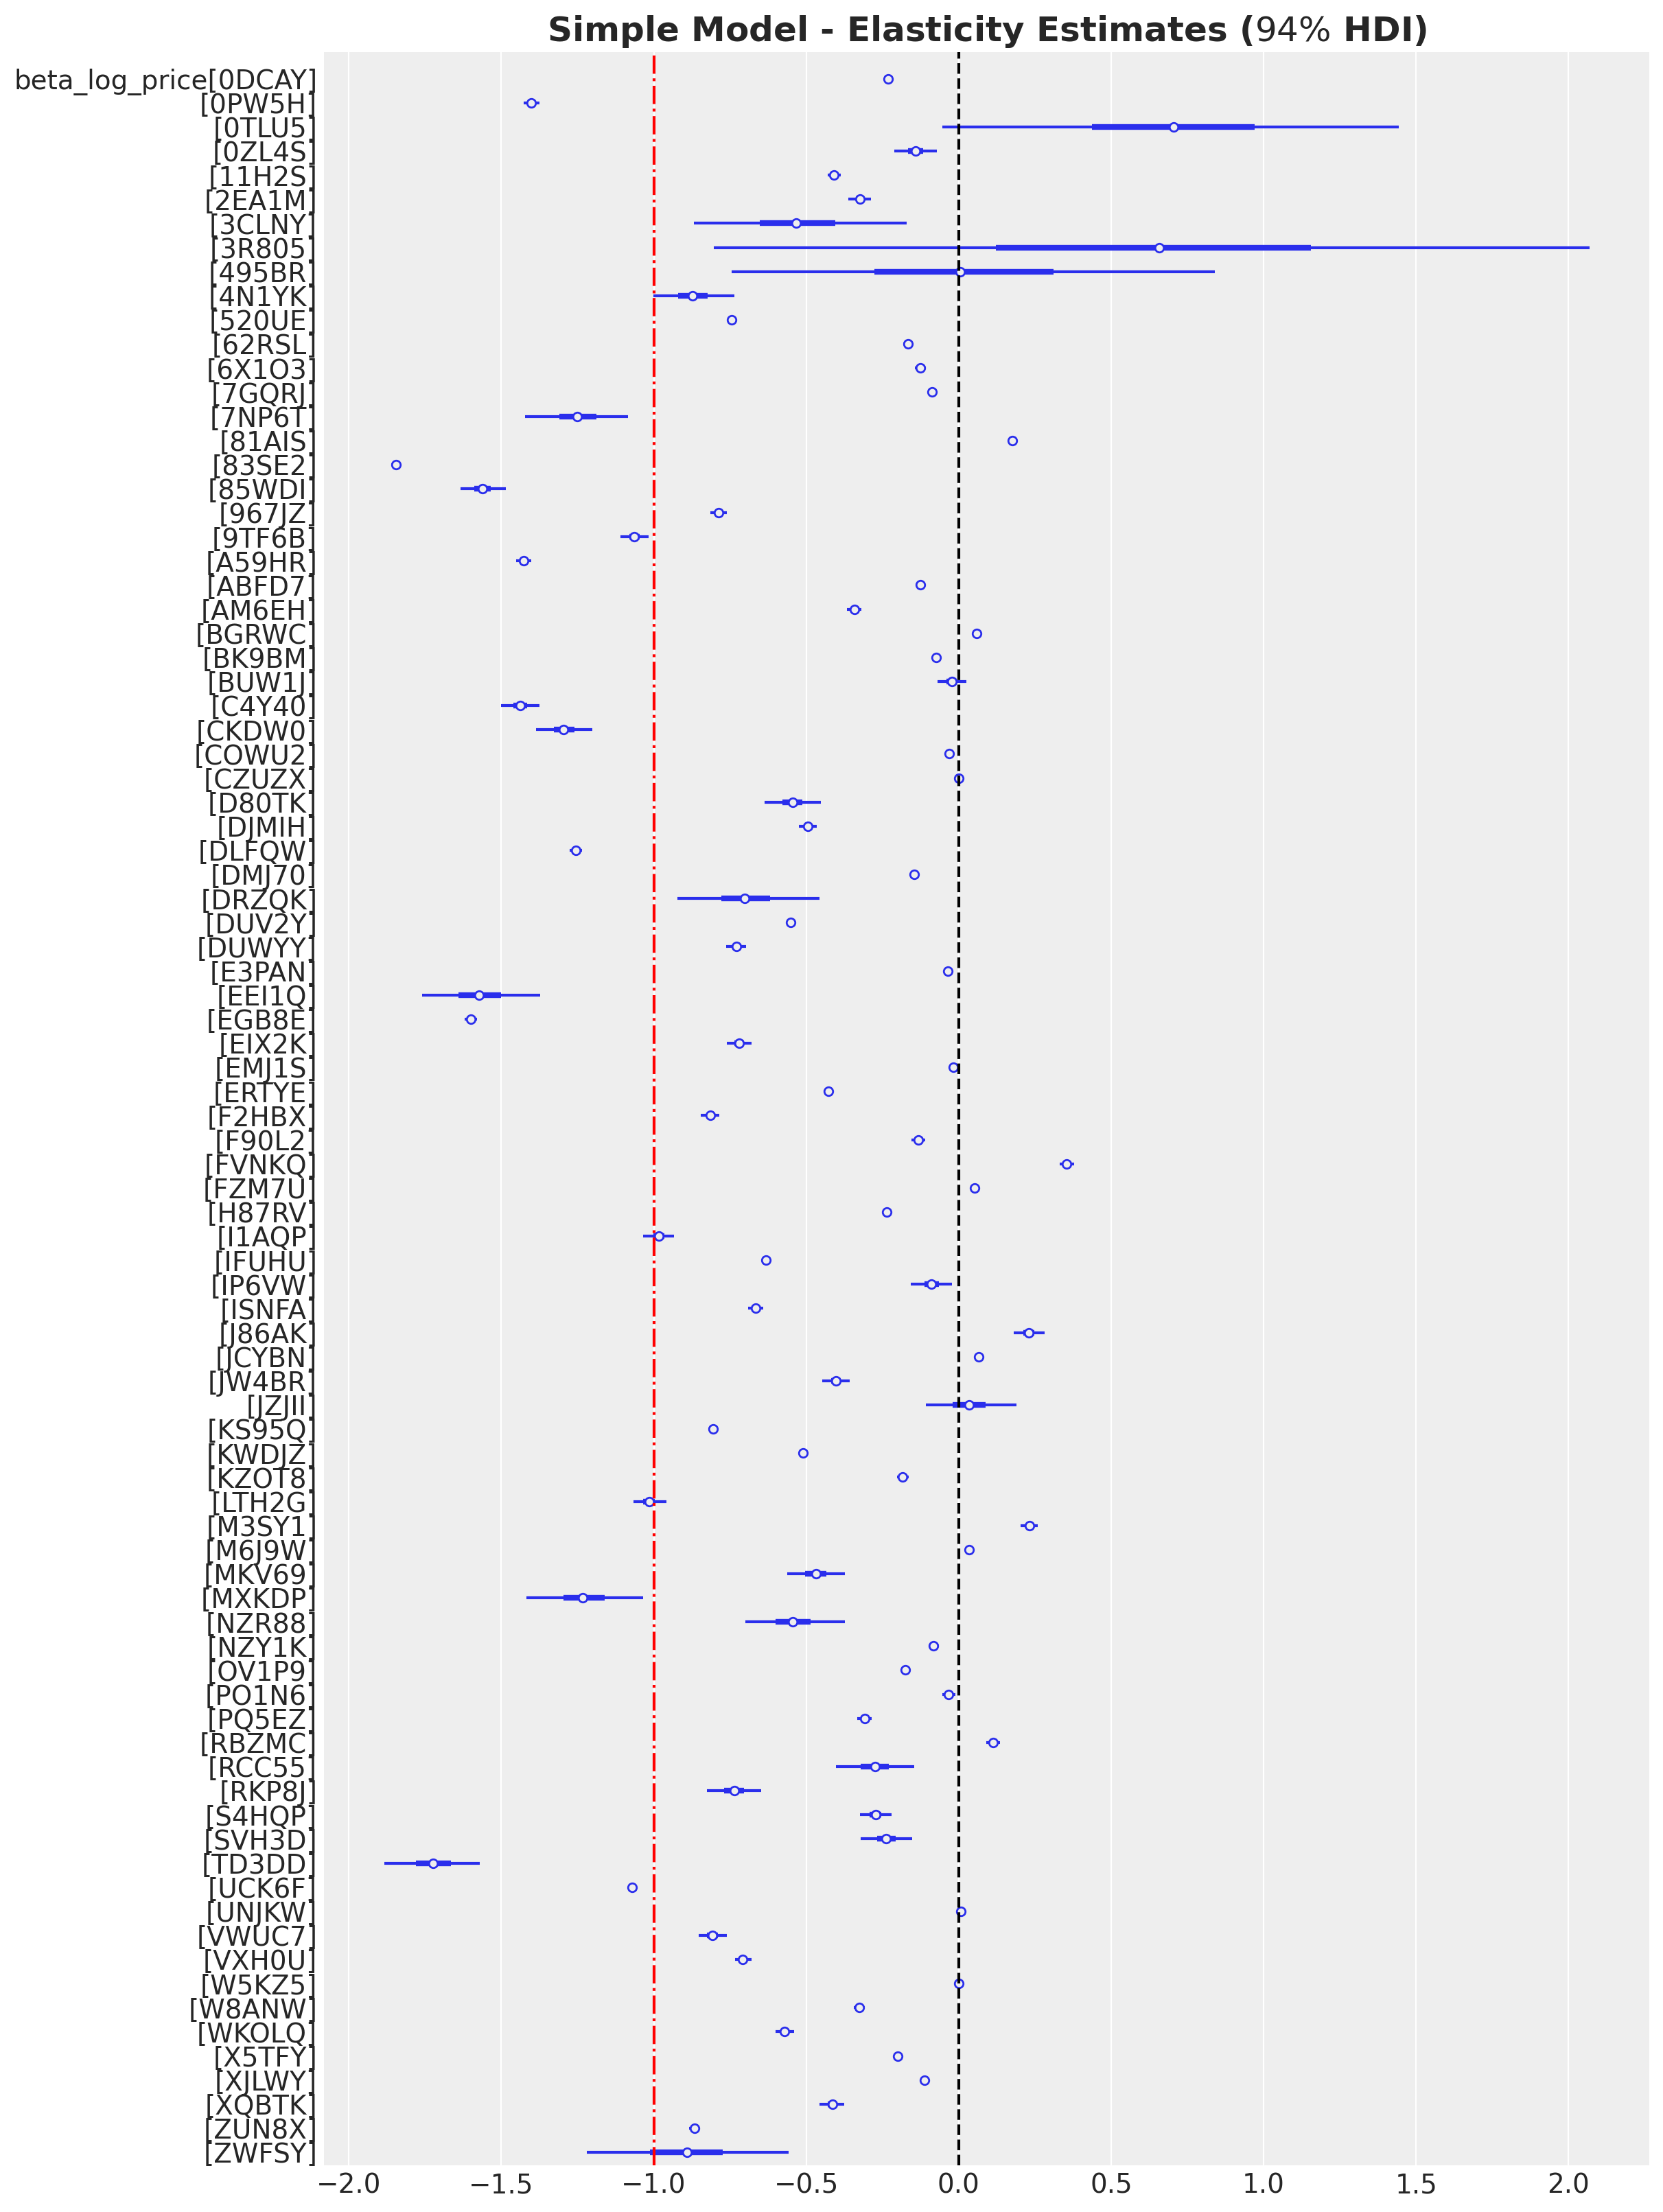 Simple Model - Elasticity Estimates (94% HDI)
beta_log_price[0DCAY]
[0PW5H]
[0TLU5]
[0ZL4S]
[11H2S]
[2EA1M]
[3CLNY]
[3R805]
[495BR]
[4N1YK]
[520UE]
[62RSL]
[6X1O3]
[7GQRJ]
[7NP6T]
[81AIS]
[83SE2]
[85WDI]
[967JZ]
[9TF6B]
[A59HR]
[ABFD7]
[AM6EH]
[BGRWC]
[BK9BM]
[BUW1J]
[C4Y40]
[CKDW0]
[COWU2]
[CZUZX]
[D80TK]
[DJMIH]
[DLFQW]
[DMJ70]
[DRZQK]
[DUV2Y]
[DUWYY]
[E3PAN]
[EEI1Q]
[EGB8E]
[EIX2K]
[EMJ1S]
[ERTYE]
[F2HBX]
[F90L2]
[FVNKQ]
[FZM7U]
[H87RV]
[I1AQP]
[IFUHU]
[IP6VW]
[ISNFA]
[J86AK]
[JCYBN]
[JW4BR]
[JZJII]
[KS95Q]
[KWDJZ]
[KZOT8]
[LTH2G]
[M3SY1]
[M6J9W]
[MKV69]
[MXKDP]
[NZR88]
[NZY1K]
[OV1P9]
[PO1N6]
[PQ5EZ]
[RBZMC]
[RCC55]
[RKP8J]
[S4HQP]
[SVH3D]
[TD3DD]
[UCK6F]
[UNJKW]
[VWUC7]
[VXH0U]
[W5KZ5]
[W8ANW]
[WKOLQ]
[X5TFY]
[XJLWY]
[XQBTK]
[ZUN8X]
[ZWFSY]
−2.0 −1.5 −1.0 −0.5 0.0 0.5 1.0 1.5 2.0